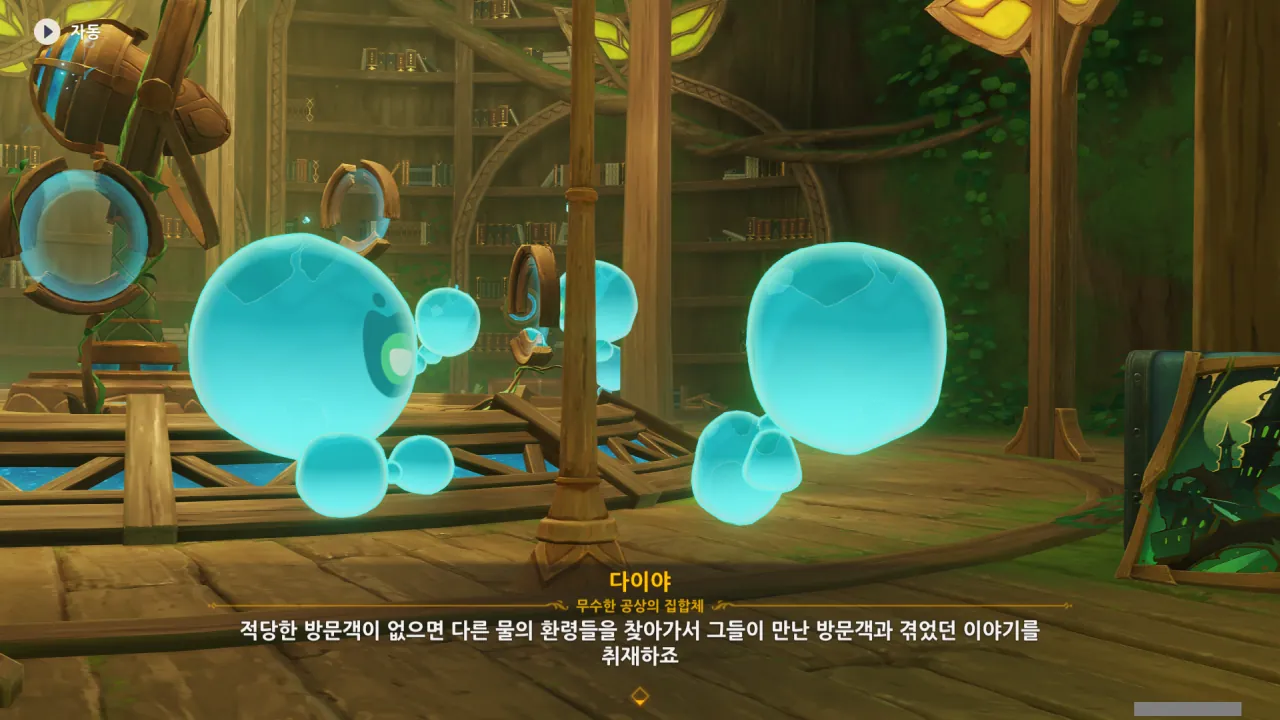 자동
다이야
무수한 공상의 집합체
적당한 방문객이 없으면 다른 물의 환령들을 찾아가서 그들이 만난 방문객과 겪었던 이야기를
취재하죠